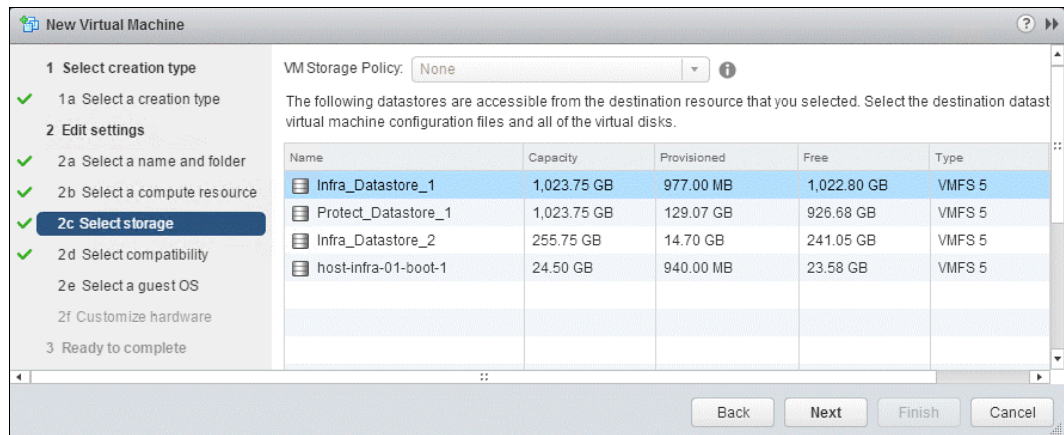 New Virtual Machine
1 Select creation type
1a Select a creation type
2 Edit settings
2a Select a name and folder
2b Select a compute resource
2c Select storage
2d Select compatibility
2e Select a guest OS
2f Customize hardware
3 Ready to complete
VM Storage Policy: None
The following datastores are accessible from the destination resource that you selected. Select the destination datast
virtual machine configuration files and all of the virtual disks.
Name Capacity Provisioned Free Type
Infra_Datastore_1 1,023.75 GB 977.00 MB 1,022.80 GB VMFS 5
Protect_Datastore_1 1,023.75 GB 129.07 GB 926.68 GB VMFS 5
Infra_Datastore_2 255.75 GB 14.70 GB 241.05 GB VMFS 5
host-infra-01-boot-1 24.50 GB 940.00 MB 23.58 GB VMFS 5
Back Next Finish Cancel